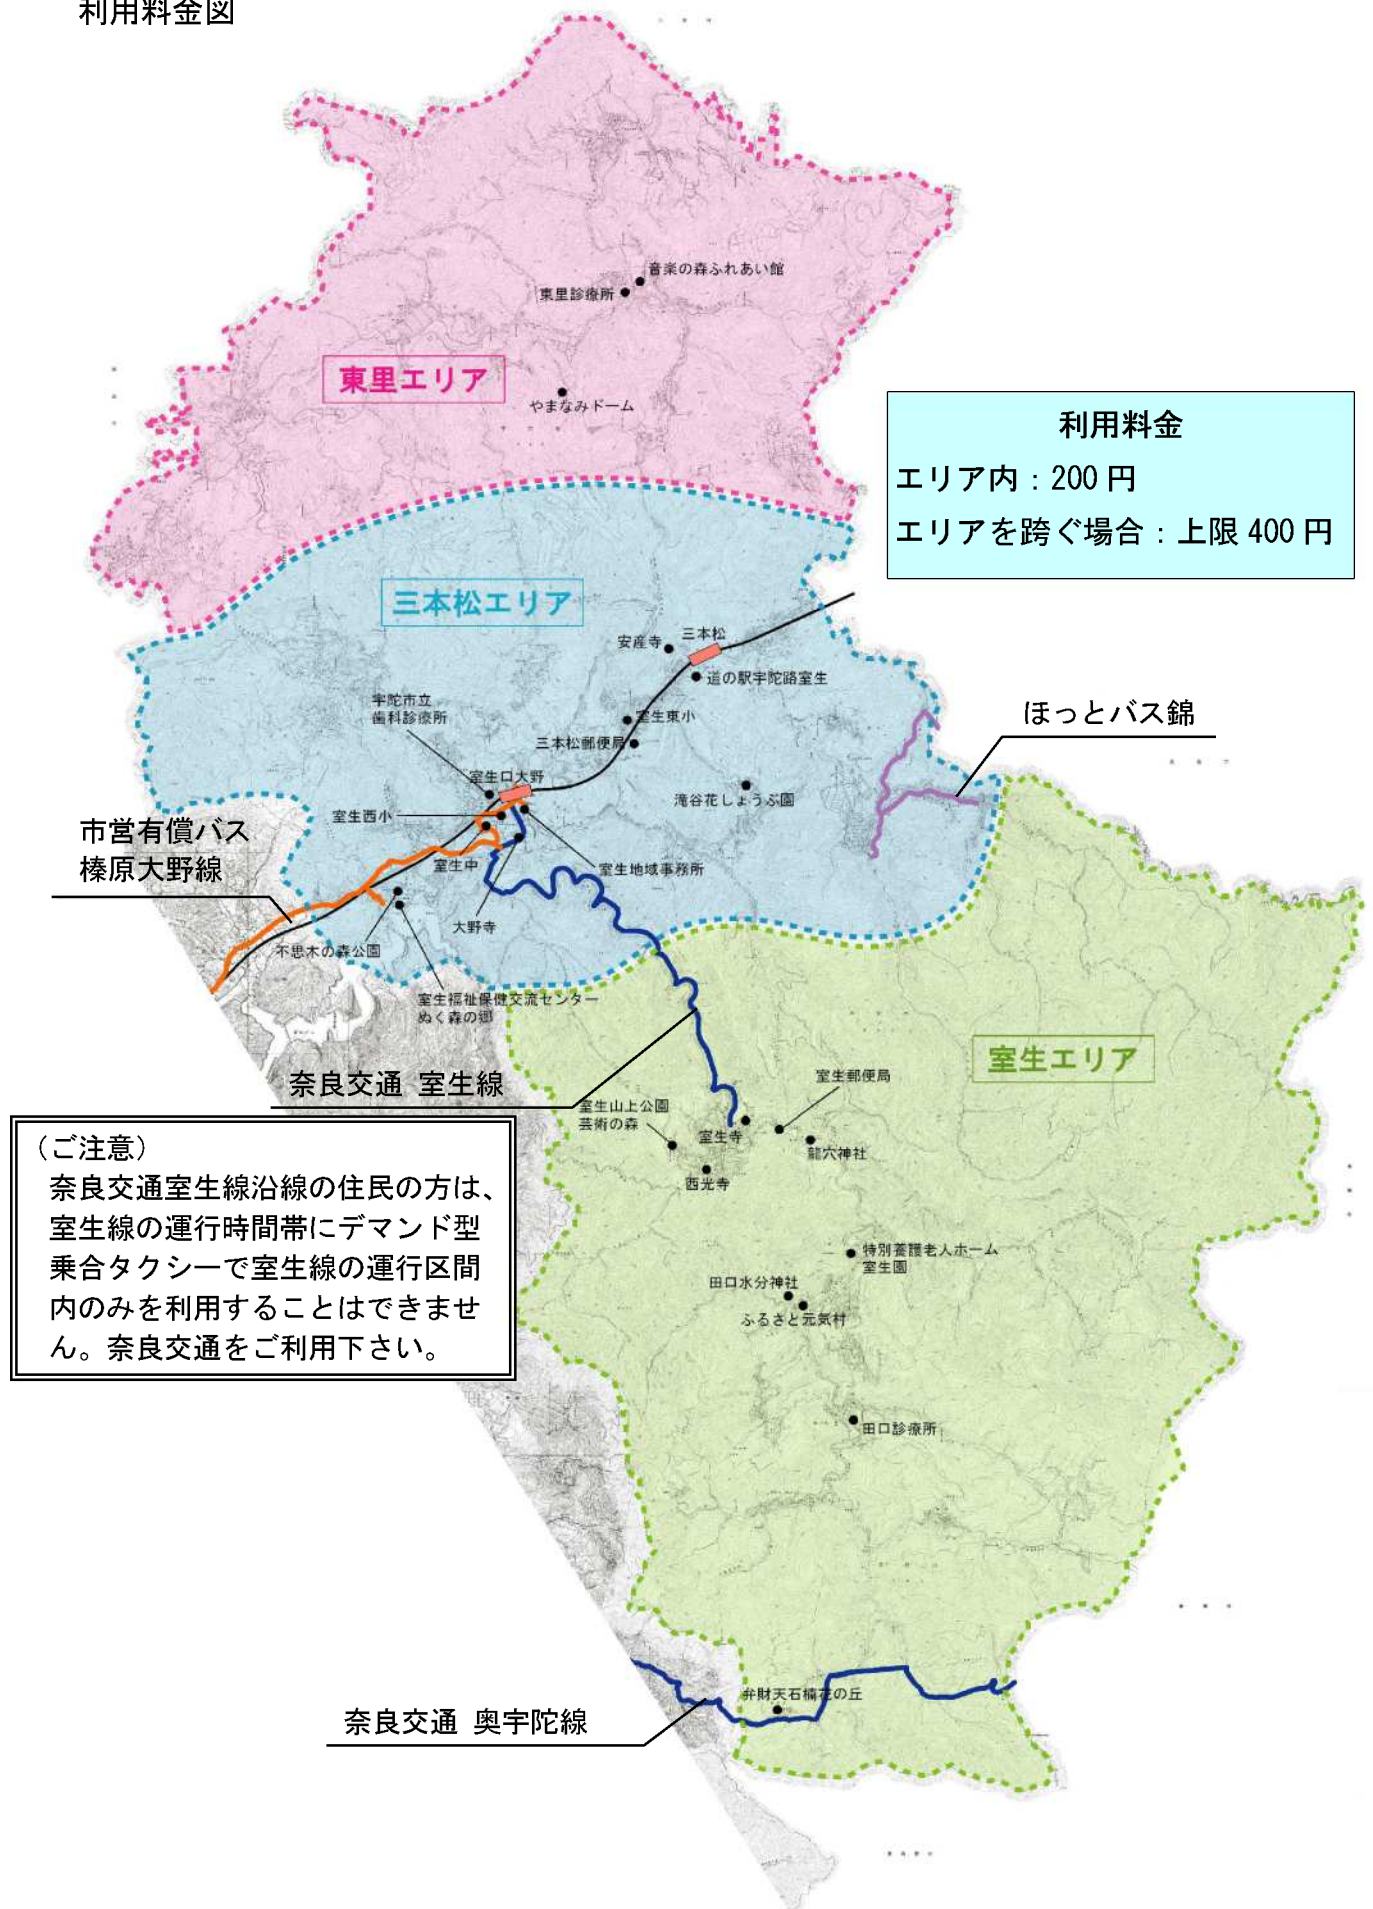 利用料金図
音楽の森ふれあい館
東里診療所
東里エリア
やまなみドーム
利用料金
エリア内：200円
エリアを跨ぐ場合：上限400円
三本松エリア
安産寺
三本松
道の駅宇陀路室生
宇陀市立
歯科診療所
室生東小
三本松郵便局
ほっとバス錦
室生口大野
滝谷花しょうぶ園
室生西小
市営有償バス
榛原大野線
室生中
室生地域事務所
大野寺
不思木の森公園
室生福祉保健交流センター
ぬく森の郷
室生エリア
奈良交通 室生線
室生郵便局
室生山上公園
芸術の森
室生寺
龍穴神社
西光寺
（ご注意）
奈良交通室生線沿線の住民の方は、
室生線の運行時間帯にデマンド型
乗合タクシーで室生線の運行区間
内のみを利用することはできませ
ん。奈良交通をご利用下さい。
特別養護老人ホーム
室生園
田口水分神社
ふるさと元気村
田口診療所
弁財天石楠花の丘
奈良交通 奥宇陀線